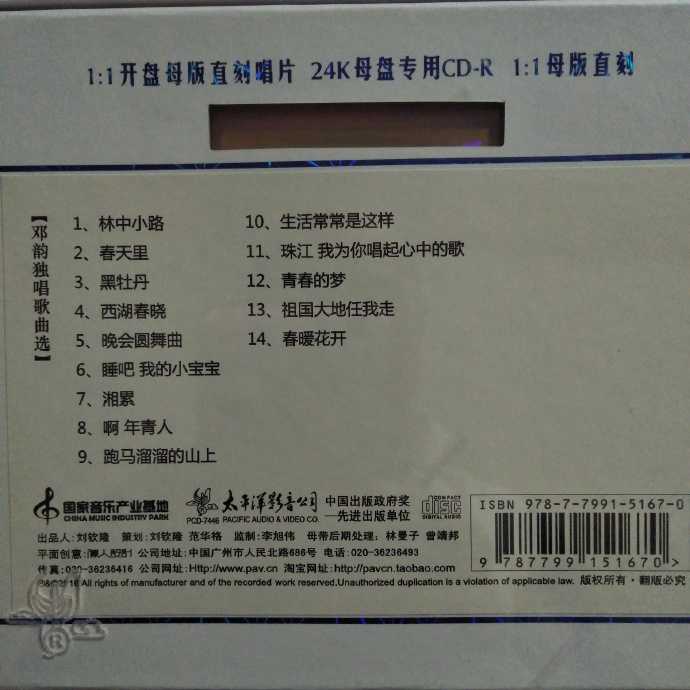 1:1开盘母版直刻唱片 24K母盘专用CD-R 1:1母版直刻
【邓韵独唱歌曲选】
1、林中小路
2、春天里
3、黑牡丹
4、西湖春晓
5、晚会圆舞曲
6、睡吧 我的小宝宝
7、湘累
8、啊 年青人
9、跑马溜溜的山上
10、生活常常是这样
11、珠江 我为你唱起心中的歌
12、青春的梦
13、祖国大地任我走
14、春暖花开
国家音乐产业基地
CHINA MUSIC INDUSTRY PARK
PCD-7446
太平洋影音公司
PACIFIC AUDIO & VIDEO CO.
中国出版政府奖
—先进出版单位
COMPACT
disc
DIGITAL AUDIO
ISBN 978-7-7991-5167-0
9 787799 151670 >
出品人:刘钦隆 策划:刘钦隆 范华格 监制:李旭伟 母带后期处理:林曼子 曾靖邦
平面创意: 公司地址:中国广州市人民北路686号 电话:020-36236493
传真:020-36236416 公司网址:Http://www.pav.cn 淘宝网址:http://pavcn.taobao.com
All rights of manufacturer and of the recorded work reserved.Unauthorized duplication is a violation of applicable law. 版权所有·翻版必究
®